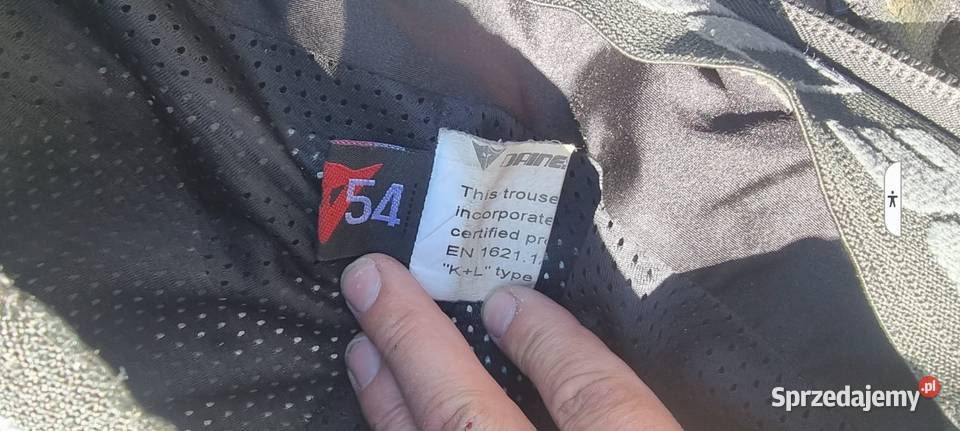 54
DAINE
This trouse
incorporate
certified pr
EN 1621.1
"K+L" type
Sprzedajemy.pl